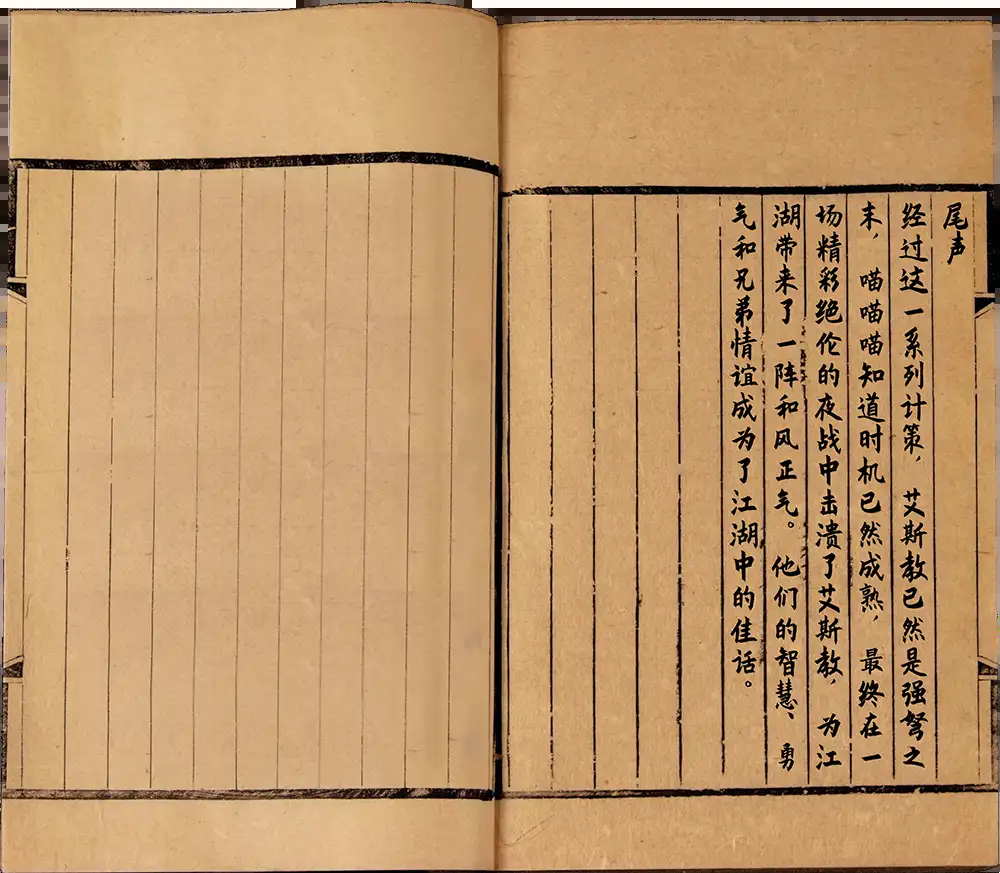 尾声
经过这一系列计策，艾斯教已然是强弩之
末，喵喵喵知道时机已然成熟，最终在一
场精彩绝伦的夜战中击溃了艾斯教，为江
湖带来了一阵和风正气。他们的智慧、勇
气和兄弟情谊成为了江湖中的佳话。